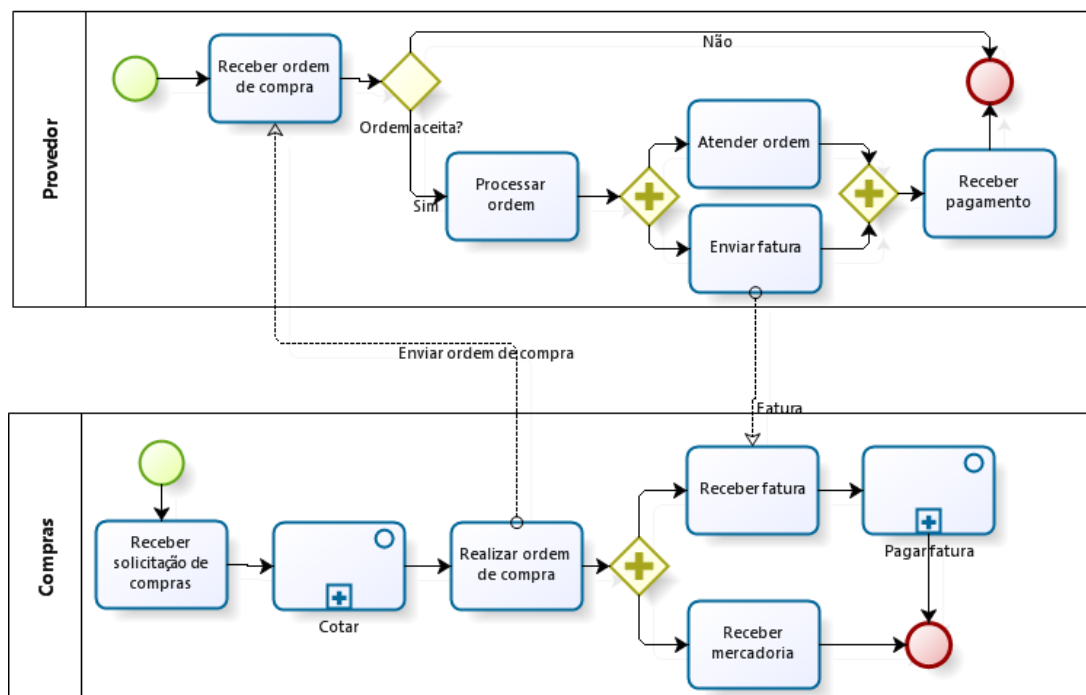 Provedor
Receber ordem
de compra
Ordem aceita?
Não
Sim
Processar
ordem
Atender ordem
Enviar fatura
Receber
pagamento
Enviar ordem de compra
Fatura
Compras
Receber
solicitação de
compras
Cotar
Realizar ordem
de compra
Receber fatura
Pagar fatura
Receber
mercadoria